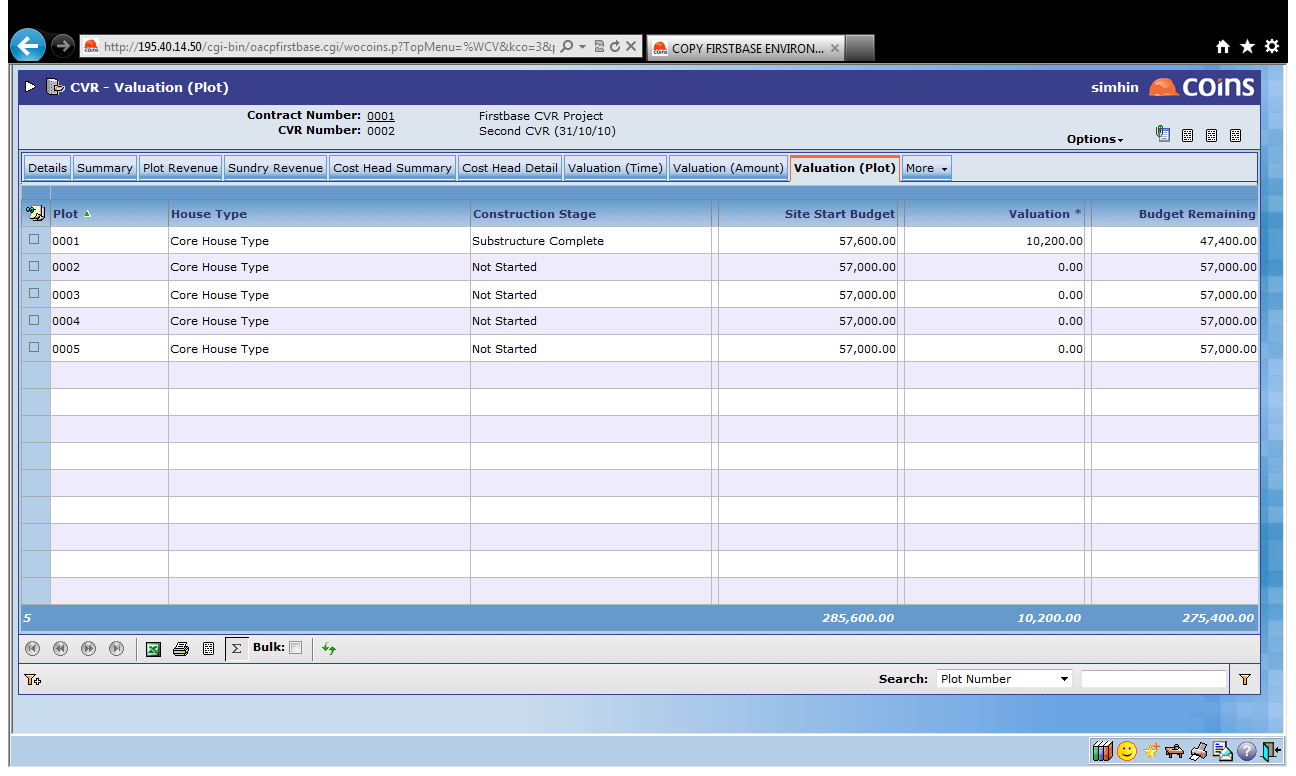 http://195.40.14.50/cgi-bin/oacpfirstbase.cgi/wocoins.p?TopMenu=%WCV&kco=3&
COPY FIRSTBASE ENVIRON...
CVR - Valuation (Plot)
simhin coins
Contract Number: 0001 Firstbase CVR Project
CVR Number: 0002 Second CVR (31/10/10)
Options
Details Summary Plot Revenue Sundry Revenue Cost Head Summary Cost Head Detail Valuation (Time) Valuation (Amount) Valuation (Plot) More
Plot House Type Construction Stage Site Start Budget Valuation * Budget Remaining
0001 Core House Type Substructure Complete 57,600.00 10,200.00 47,400.00
0002 Core House Type Not Started 57,000.00 0.00 57,000.00
0003 Core House Type Not Started 57,000.00 0.00 57,000.00
0004 Core House Type Not Started 57,000.00 0.00 57,000.00
0005 Core House Type Not Started 57,000.00 0.00 57,000.00
5 285,600.00 10,200.00 275,400.00
Σ Bulk:
Search: Plot Number